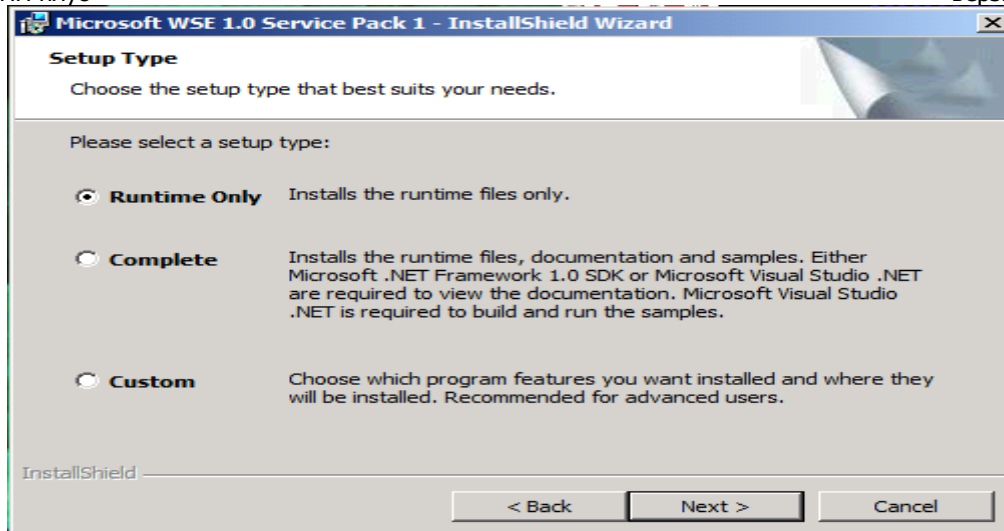 Microsoft WSE 1.0 Service Pack 1 - InstallShield Wizard
Setup Type
Choose the setup type that best suits your needs.
Please select a setup type:
Runtime Only
Installs the runtime files only.
Complete
Installs the runtime files, documentation and samples. Either
Microsoft .NET Framework 1.0 SDK or Microsoft Visual Studio .NET
are required to view the documentation. Microsoft Visual Studio
.NET is required to build and run the samples.
Custom
Choose which program features you want installed and where they
will be installed. Recommended for advanced users.
InstallShield
< Back
Next >
Cancel